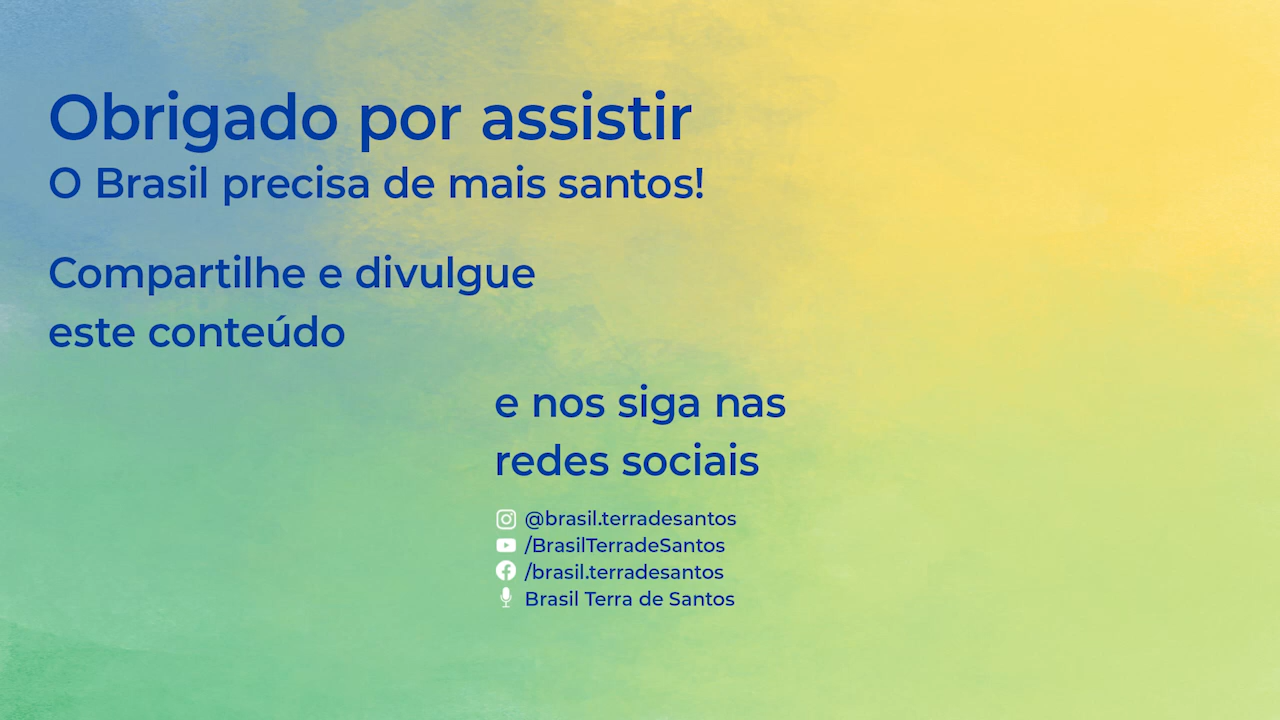 Obrigado por assistir
O Brasil precisa de mais santos!
Compartilhe e divulgue
este conteúdo
e nos siga nas
redes sociais
@brasil.terradesantos
/BrasilTerradeSantos
/brasil.terradesantos
Brasil Terra de Santos